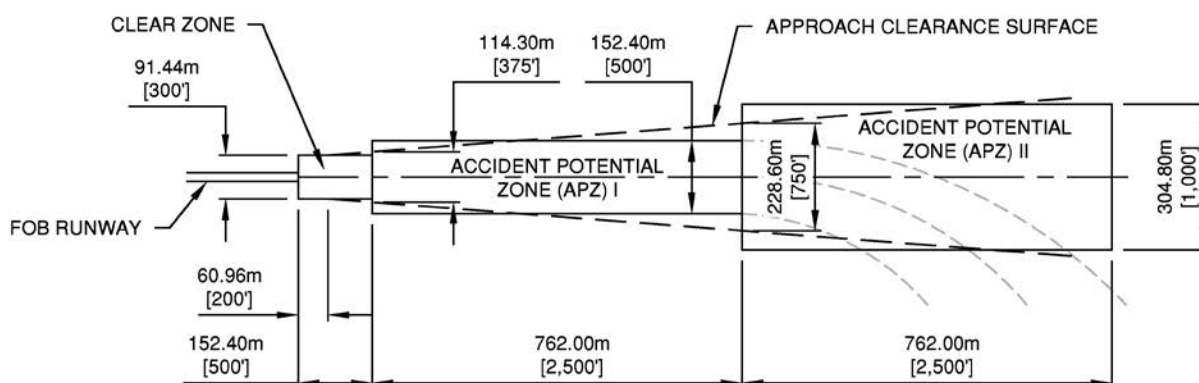 CLEAR ZONE
91.44m
[300']
114.30m
[375']
152.40m
[500']
APPROACH CLEARANCE SURFACE
ACCIDENT POTENTIAL
ZONE (APZ) I
228.60m
[750']
ACCIDENT POTENTIAL
ZONE (APZ) II
304.80m
[1,000']
FOB RUNWAY
60.96m
[200']
152.40m
[500']
762.00m
[2,500']
762.00m
[2,500']